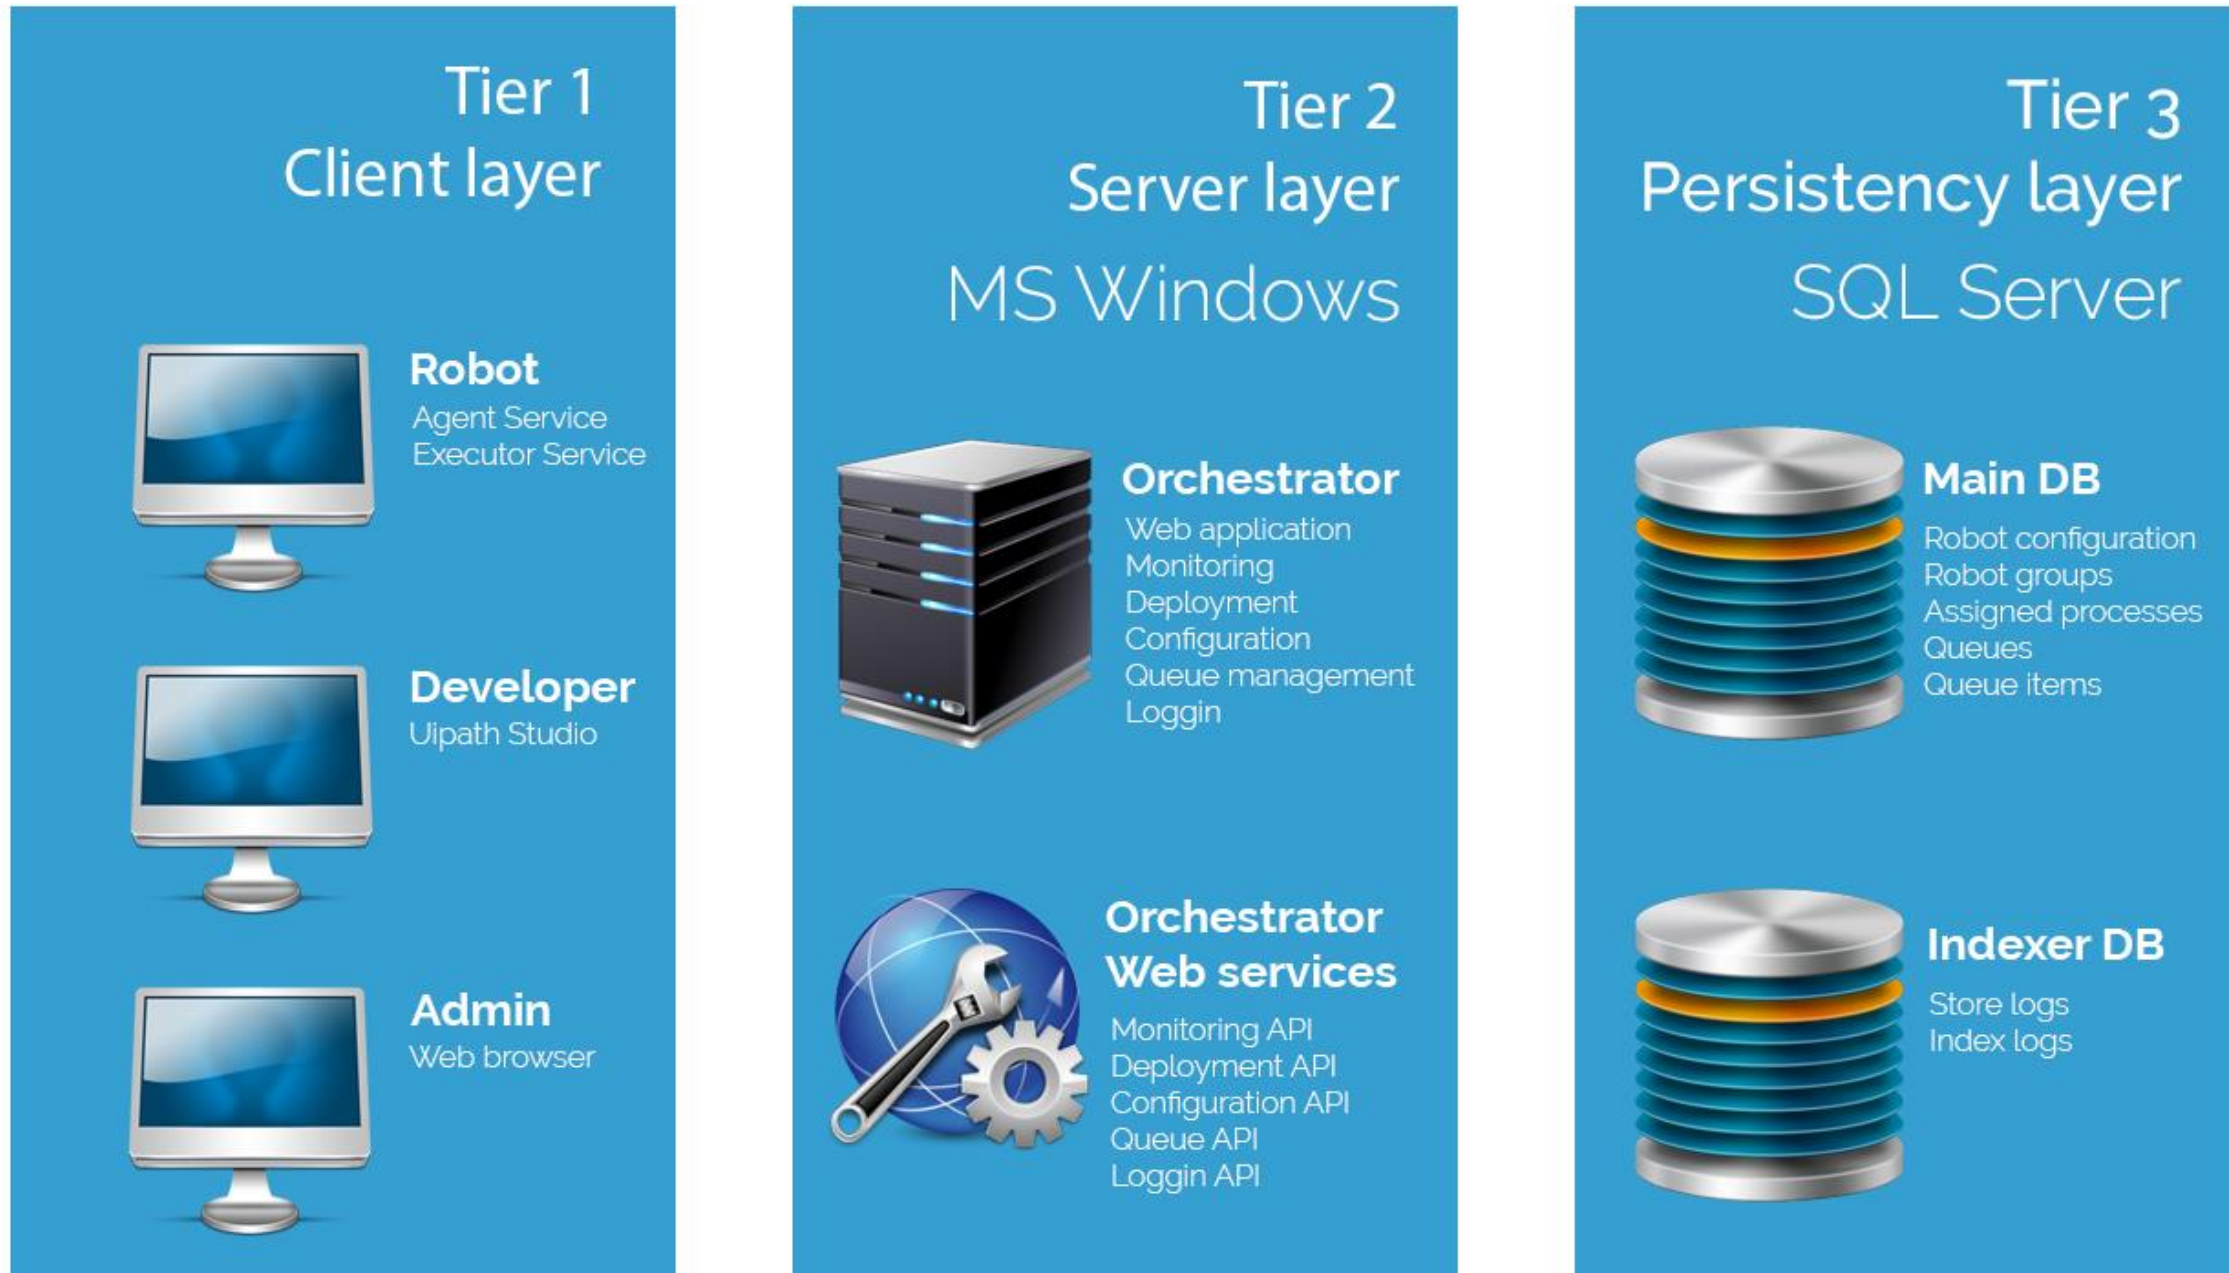 Tier 1
Client layer
Robot
Agent Service
Executor Service
Developer
Uipath Studio
Admin
Web browser
Tier 2
Server layer
MS Windows
Orchestrator
Web application
Monitoring
Deployment
Configuration
Queue management
Loggin
Orchestrator
Web services
Monitoring API
Deployment API
Configuration API
Queue API
Loggin API
Tier 3
Persistency layer
SQL Server
Main DB
Robot configuration
Robot groups
Assigned processes
Queues
Queue items
Indexer DB
Store logs
Index logs